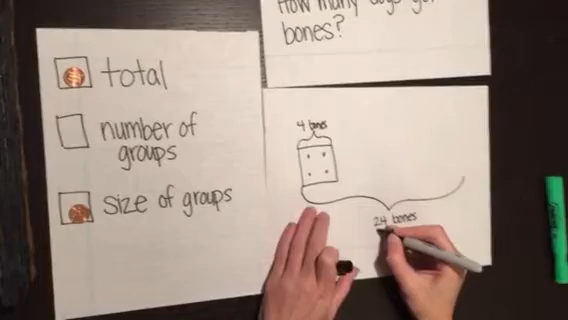 total
number of
groups
size of groups
How many dogs get
bones?
4 bones
24 bones